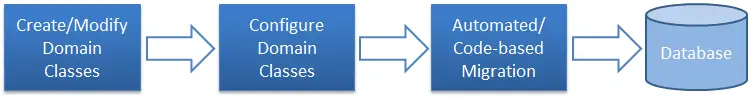 Create/Modify
Domain
Classes
Configure
Domain
Classes
Automated/
Code-based
Migration
Database